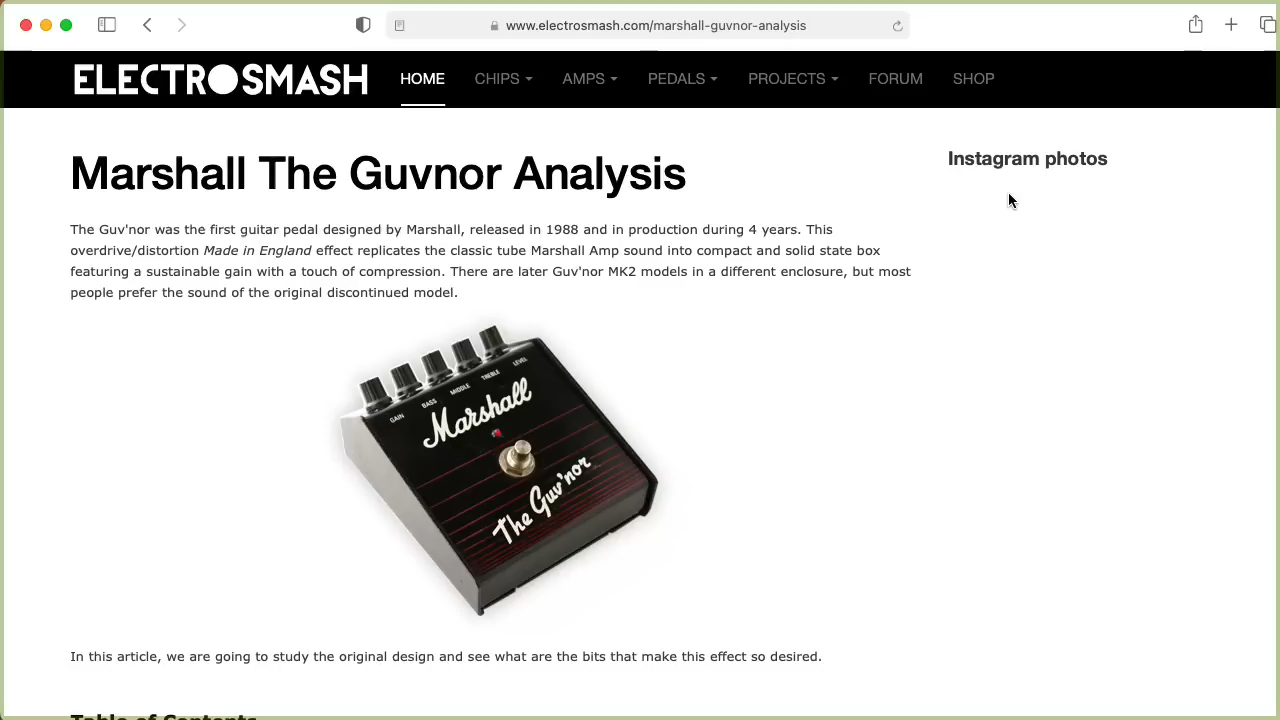 www.electrosmash.com/marshall-guvnor-analysis
ELECTROSMASH HOME CHIPS AMPS PEDALS PROJECTS FORUM SHOP
Marshall The Guvnor Analysis
Instagram photos
The Guv'nor was the first guitar pedal designed by Marshall, released in 1988 and in production during 4 years. This
overdrive/distortion Made in England effect replicates the classic tube Marshall Amp sound into compact and solid state box
featuring a sustainable gain with a touch of compression. There are later Guv'nor MK2 models in a different enclosure, but most
people prefer the sound of the original discontinued model.
GAIN BASS MIDDLE TREBLE LEVEL
Marshall
The Guv'nor
In this article, we are going to study the original design and see what are the bits that make this effect so desired.
Table of Contents